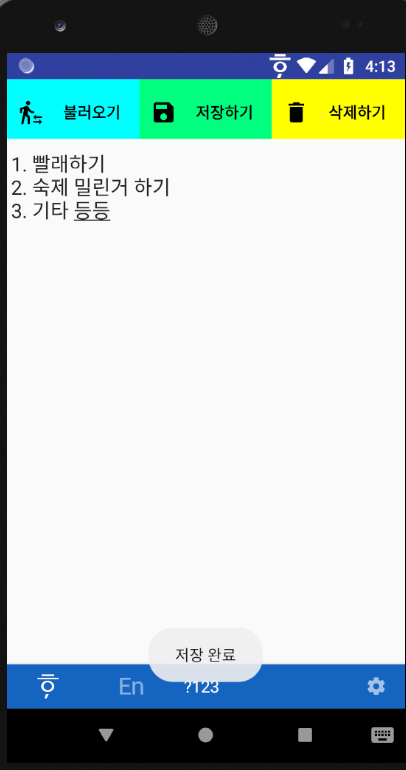 4:13
불러오기
저장하기
삭제하기
1. 빨래하기
2. 숙제 밀린거 하기
3. 기타 등등
저장 완료
ㅎ
En
?123